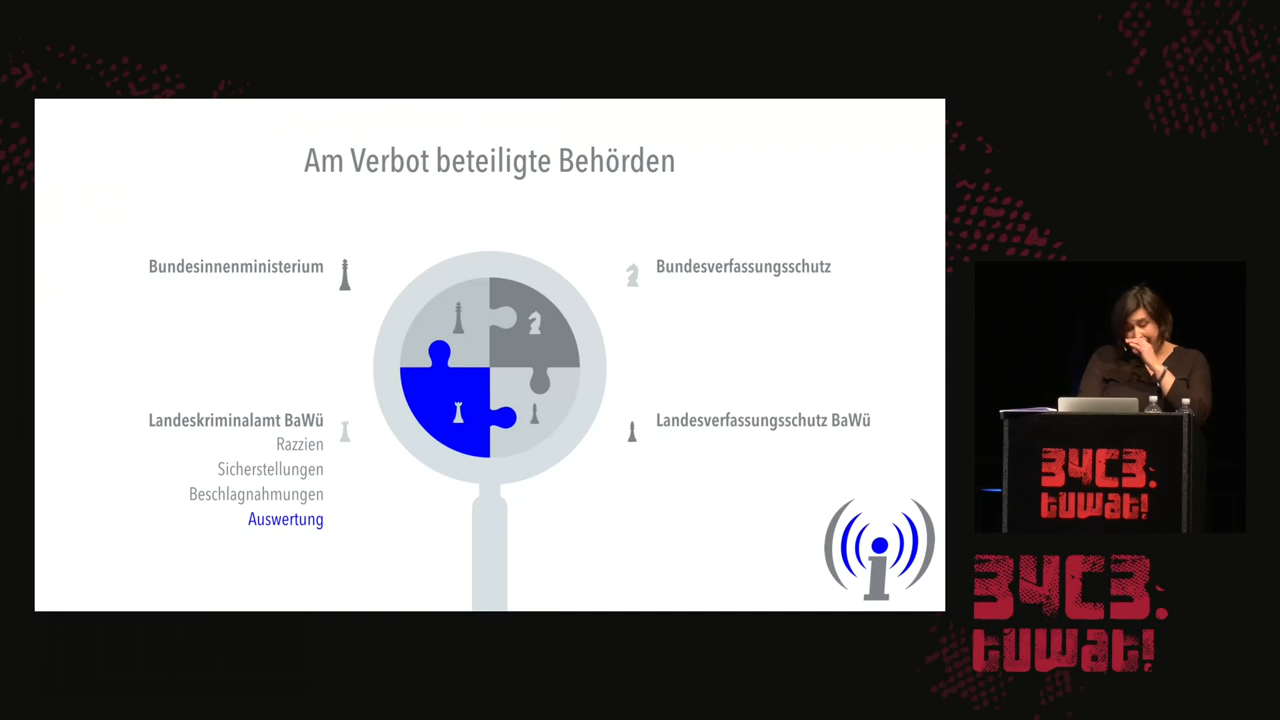 Am Verbot beteiligte Behörden
Bundesinnenministerium
Bundesverfassungsschutz
Landeskriminalamt BaWü
Razzien
Sicherstellungen
Beschlagnahmungen
Auswertung
Landesverfassungsschutz BaWü
i
34C3.
tuwat!
34C3.
tuwat!